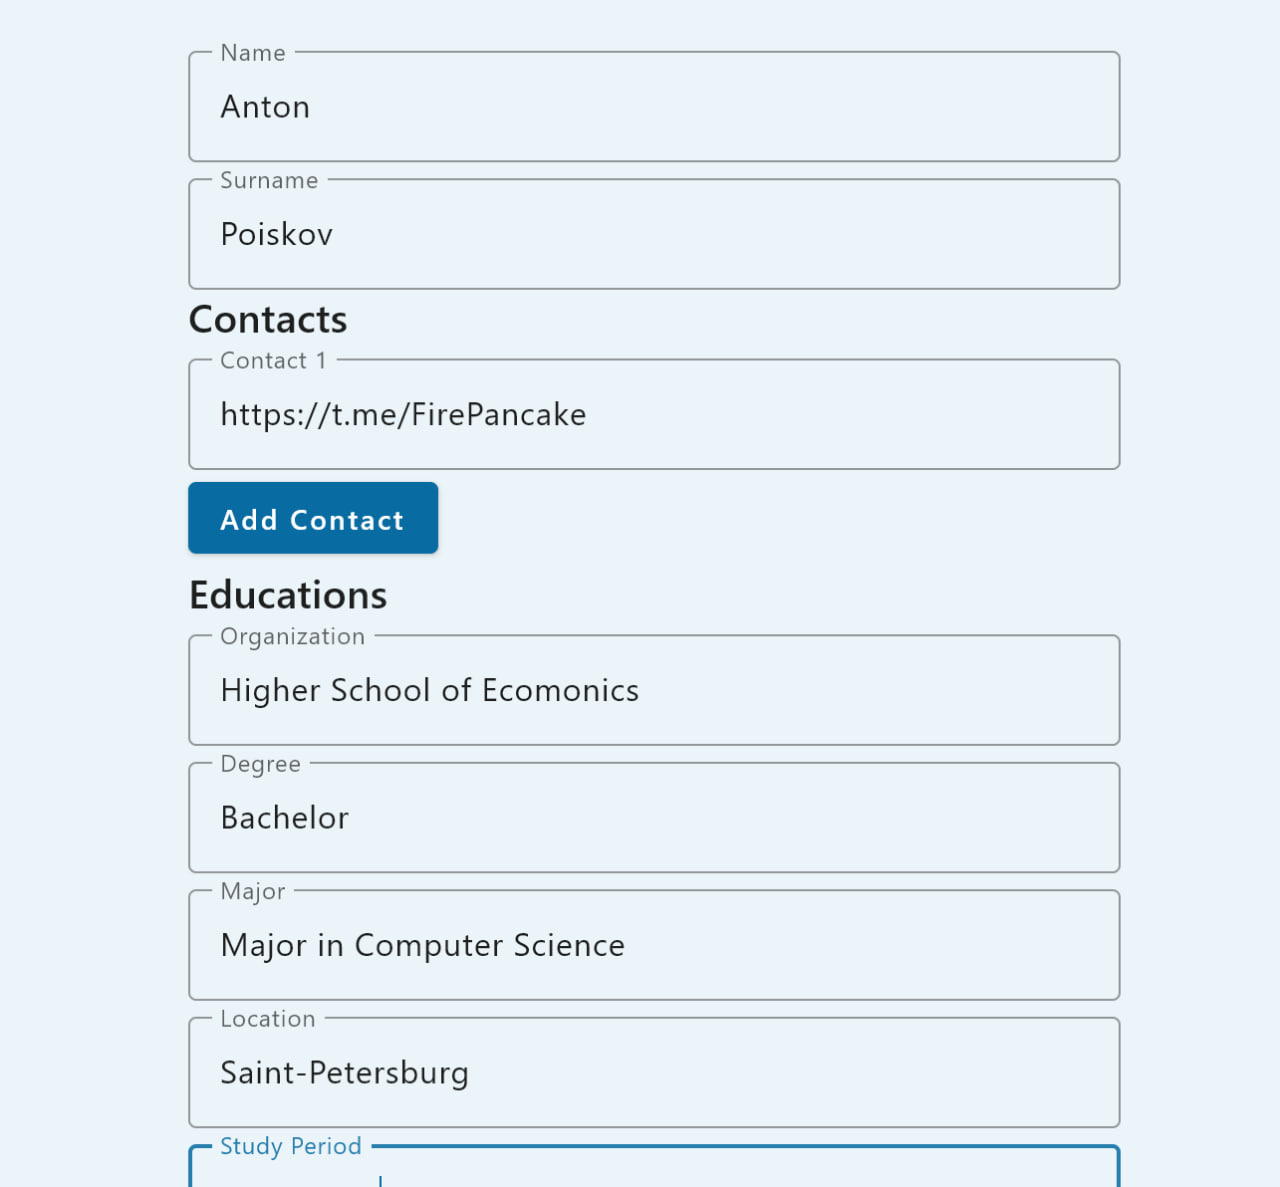 Name
Anton
Surname
Poiskov
Contacts
Contact 1
https://t.me/FirePancake
Add Contact
Educations
Organization
Higher School of Ecomonics
Degree
Bachelor
Major
Major in Computer Science
Location
Saint-Petersburg
Study Period